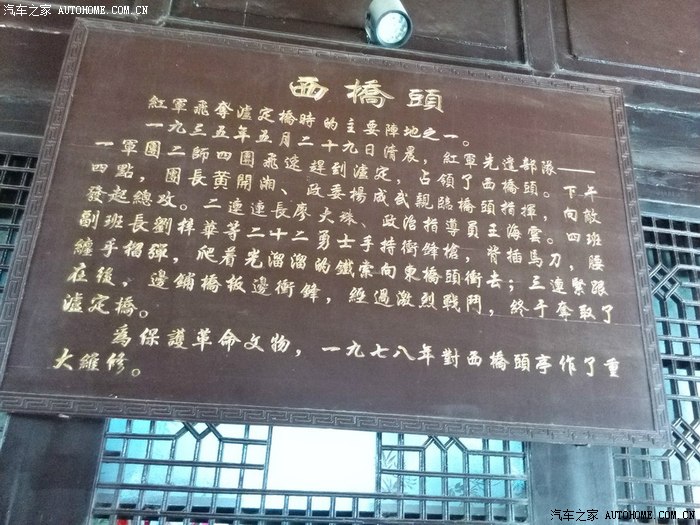 汽车之家 AUTOHOME.COM.CN
西橋頭
紅軍飛奪瀘定橋時的主要陣地之一。
一九三五年五月二十九日清晨，紅軍先遣部隊——
一軍團二師四團飛速趕到瀘定，占領了西橋頭。下午
四點，團長黄開湘、政委楊成武親臨橋頭指揮，向敵
發起總攻。二連連長廖大珠、政治指導員王海雲。四班
副班長劉梓華等二十二勇士手持衝鋒槍，背插馬刀，腰
纏手榴彈，爬着光溜溜的鐵索向東橋頭衝去；三連緊跟
在後、邊鋪橋板邊衝鋒，經過激烈戰鬥，終于奪取了
瀘定橋。
為保護革命文物，一九七八年對西橋頭亭作了重
大維修。
汽车之家 AUTOHOME.COM.CN